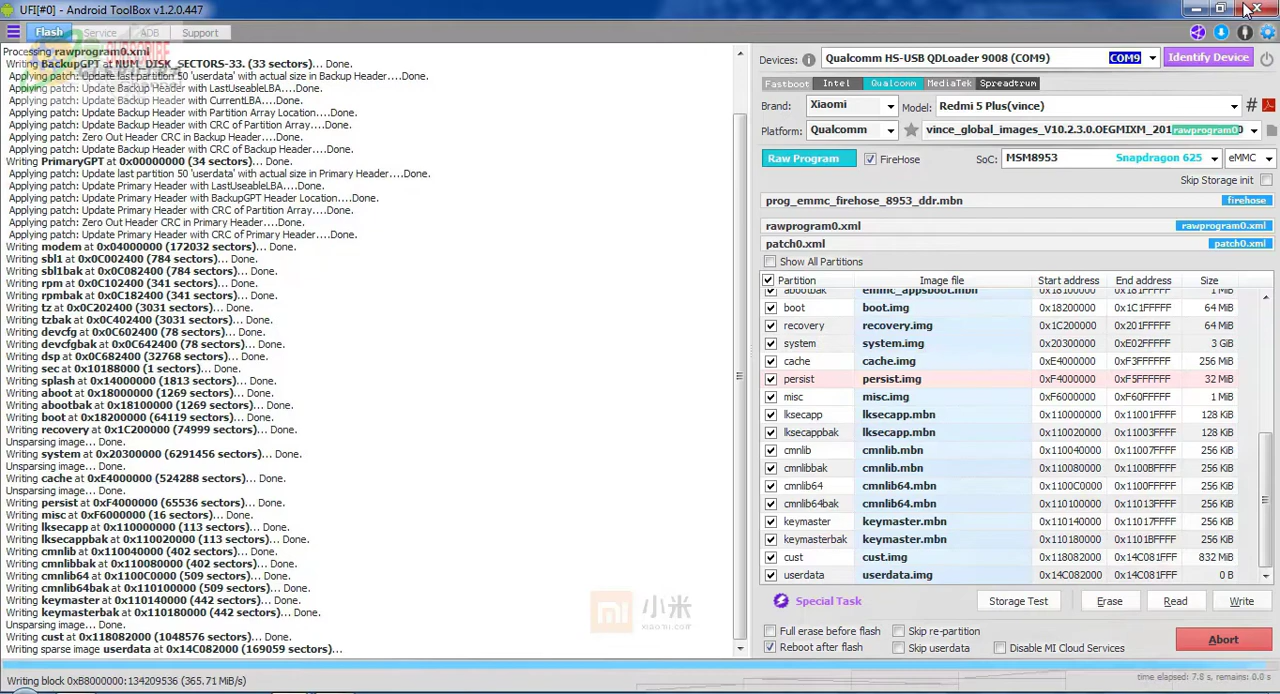 UFI[#0] - Android ToolBox v1.2.0.447
Flash Service ADB Support
SUBSCRIBE
Processing rawprogram0.xml
Writing BackupGPT at NUM_DISK_SECTORS-33. (33 sectors)... Done.
Applying patch: Update last partition 50 'userdata' with actual size in Backup Header....Done.
Applying patch: Update Backup Header with LastUseableLBA....Done.
Applying patch: Update Backup Header with CurrentLBA....Done.
Applying patch: Update Backup Header with Partition Array Location....Done.
Applying patch: Update Backup Header with CRC of Partition Array....Done.
Applying patch: Zero Out Header CRC in Backup Header....Done.
Applying patch: Update Backup Header with CRC of Backup Header....Done.
Writing PrimaryGPT at 0x00000000 (34 sectors)... Done.
Applying patch: Update last partition 50 'userdata' with actual size in Primary Header....Done.
Applying patch: Update Primary Header with LastUseableLBA....Done.
Applying patch: Update Primary Header with BackupGPT Header Location....Done.
Applying patch: Update Primary Header with CRC of Partition Array....Done.
Applying patch: Zero Out Header CRC in Primary Header....Done.
Applying patch: Update Primary Header with CRC of Primary Header....Done.
Writing modem at 0x04000000 (172032 sectors)... Done.
Writing sbl1 at 0x0C002400 (784 sectors)... Done.
Writing sbl1bak at 0x0C082400 (784 sectors)... Done.
Writing rpm at 0x0C102400 (341 sectors)... Done.
Writing rpmbak at 0x0C182400 (341 sectors)... Done.
Writing tz at 0x0C202400 (3031 sectors)... Done.
Writing tzbak at 0x0C402400 (3031 sectors)... Done.
Writing devcfg at 0x0C602400 (78 sectors)... Done.
Writing devcfgbak at 0x0C642400 (78 sectors)... Done.
Writing dsp at 0x0C682400 (32768 sectors)... Done.
Writing sec at 0x10188000 (1 sectors)... Done.
Writing splash at 0x14000000 (1813 sectors)... Done.
Writing aboot at 0x18000000 (1269 sectors)... Done.
Writing abootbak at 0x18100000 (1269 sectors)... Done.
Writing boot at 0x18200000 (64119 sectors)... Done.
Writing recovery at 0x1C200000 (74999 sectors)... Done.
Unsparsing image... Done.
Writing system at 0x20300000 (6291456 sectors)... Done.
Unsparsing image... Done.
Writing cache at 0xE4000000 (524288 sectors)... Done.
Unsparsing image... Done.
Writing persist at 0xF4000000 (65536 sectors)... Done.
Writing misc at 0xF6000000 (16 sectors)... Done.
Writing lksecapp at 0x110000000 (113 sectors)... Done.
Writing lksecappbak at 0x110020000 (113 sectors)... Done.
Writing cmnlib at 0x110040000 (402 sectors)... Done.
Writing cmnlibbak at 0x110080000 (402 sectors)... Done.
Writing cmnlib64 at 0x1100C0000 (509 sectors)... Done.
Writing cmnlib64bak at 0x110100000 (509 sectors)... Done.
Writing keymaster at 0x110140000 (442 sectors)... Done.
Writing keymasterbak at 0x110180000 (442 sectors)... Done.
Unsparsing image... Done.
Writing cust at 0x118082000 (1048576 sectors)... Done.
Writing sparse image userdata at 0x14C082000 (169059 sectors)...
小米
xiaomi.com
Devices: Qualcomm HS-USB QDLoader 9008 (COM9) COM9 Identify Device
Fastboot Intel Qualcomm MediaTek Spreadtrum
Brand: Xiaomi Model: Redmi 5 Plus(vince) #
Platform: Qualcomm vince_global_images_V10.2.3.0.OEGMIXM_201 rawprogram0
Raw Program FireHose SoC: MSM8953 Snapdragon 625 eMMC
Skip Storage init
prog_emmc_firehose_8953_ddr.mbn firehose
rawprogram0.xml rawprogram0.xml
patch0.xml patch0.xml
Show All Partitions
Partition Image file Start address End address Size
abootbak emmc_appsboot.mbn 0x18100000 0x181FFFFF 1 MiB
boot boot.img 0x18200000 0x1C1FFFFF 64 MiB
recovery recovery.img 0x1C200000 0x201FFFFF 64 MiB
system system.img 0x20300000 0xE02FFFFF 3 GiB
cache cache.img 0xE4000000 0xF3FFFFFF 256 MiB
persist persist.img 0xF4000000 0xF5FFFFFF 32 MiB
misc misc.img 0xF6000000 0xF60FFFFF 1 MiB
lksecapp lksecapp.mbn 0x110000000 0x11001FFFF 128 KiB
lksecappbak lksecapp.mbn 0x110020000 0x11003FFFF 128 KiB
cmnlib cmnlib.mbn 0x110040000 0x11007FFFF 256 KiB
cmnlibbak cmnlib.mbn 0x110080000 0x1100BFFFF 256 KiB
cmnlib64 cmnlib64.mbn 0x1100C0000 0x1100FFFFF 256 KiB
cmnlib64bak cmnlib64.mbn 0x110100000 0x11013FFFF 256 KiB
keymaster keymaster.mbn 0x110140000 0x11017FFFF 256 KiB
keymasterbak keymaster.mbn 0x110180000 0x1101BFFFF 256 KiB
cust cust.img 0x118082000 0x14C081FFF 832 MiB
userdata userdata.img 0x14C082000 0x14C081FFF 0 B
Special Task Storage Test Erase Read Write
Full erase before flash Skip re-partition
Reboot after flash Skip userdata Disable MI Cloud Services Abort
Writing block 0xB8000000:134209536 (365.71 MiB/s) time elapsed: 7.8 s, remains: 0.0 s